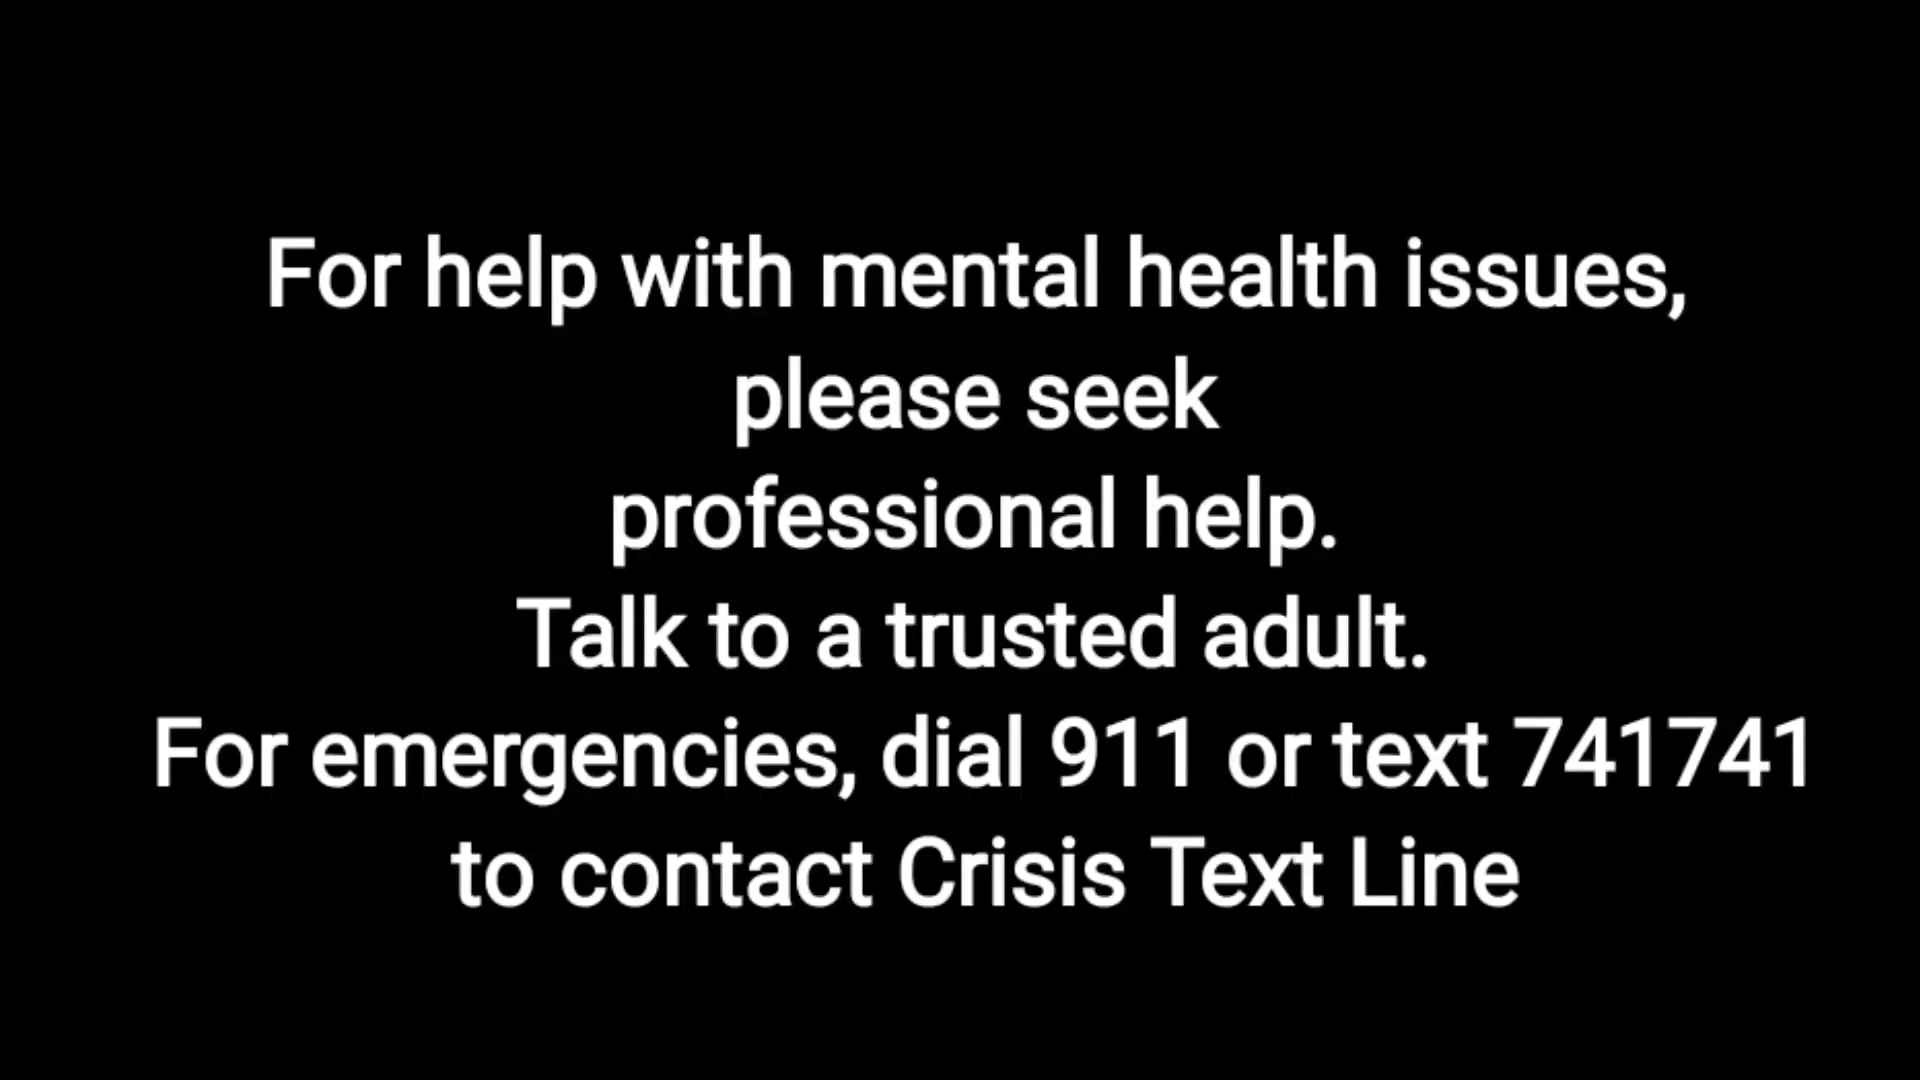 For help with mental health issues,
please seek
professional help.
Talk to a trusted adult.
For emergencies, dial 911 or text 741741
to contact Crisis Text Line